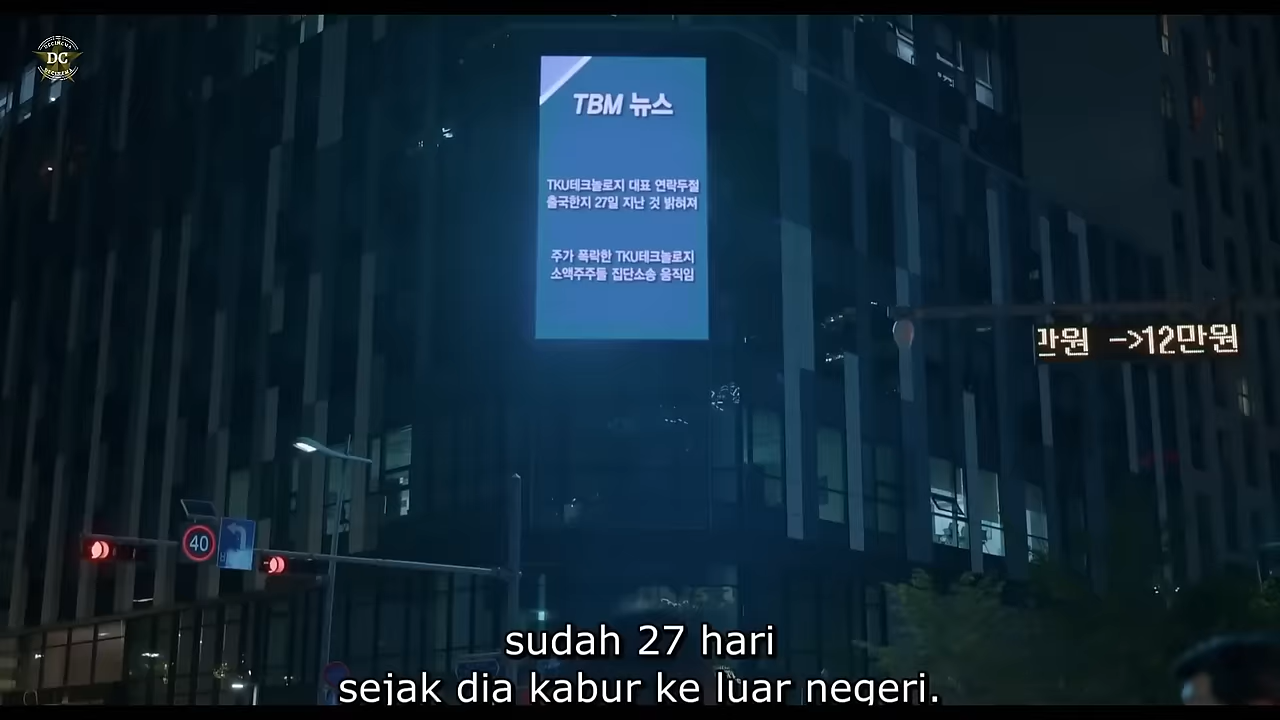 DECINEMA
DC
DECINEMA
TBM 뉴스
TKU테크놀로지 대표 연락두절
출국한지 27일 지난 것 밝혀져
주가 폭락한 TKU테크놀로지
소액주주들 집단소송 움직임
만원 ->12만원
40
sudah 27 hari
sejak dia kabur ke luar negeri.